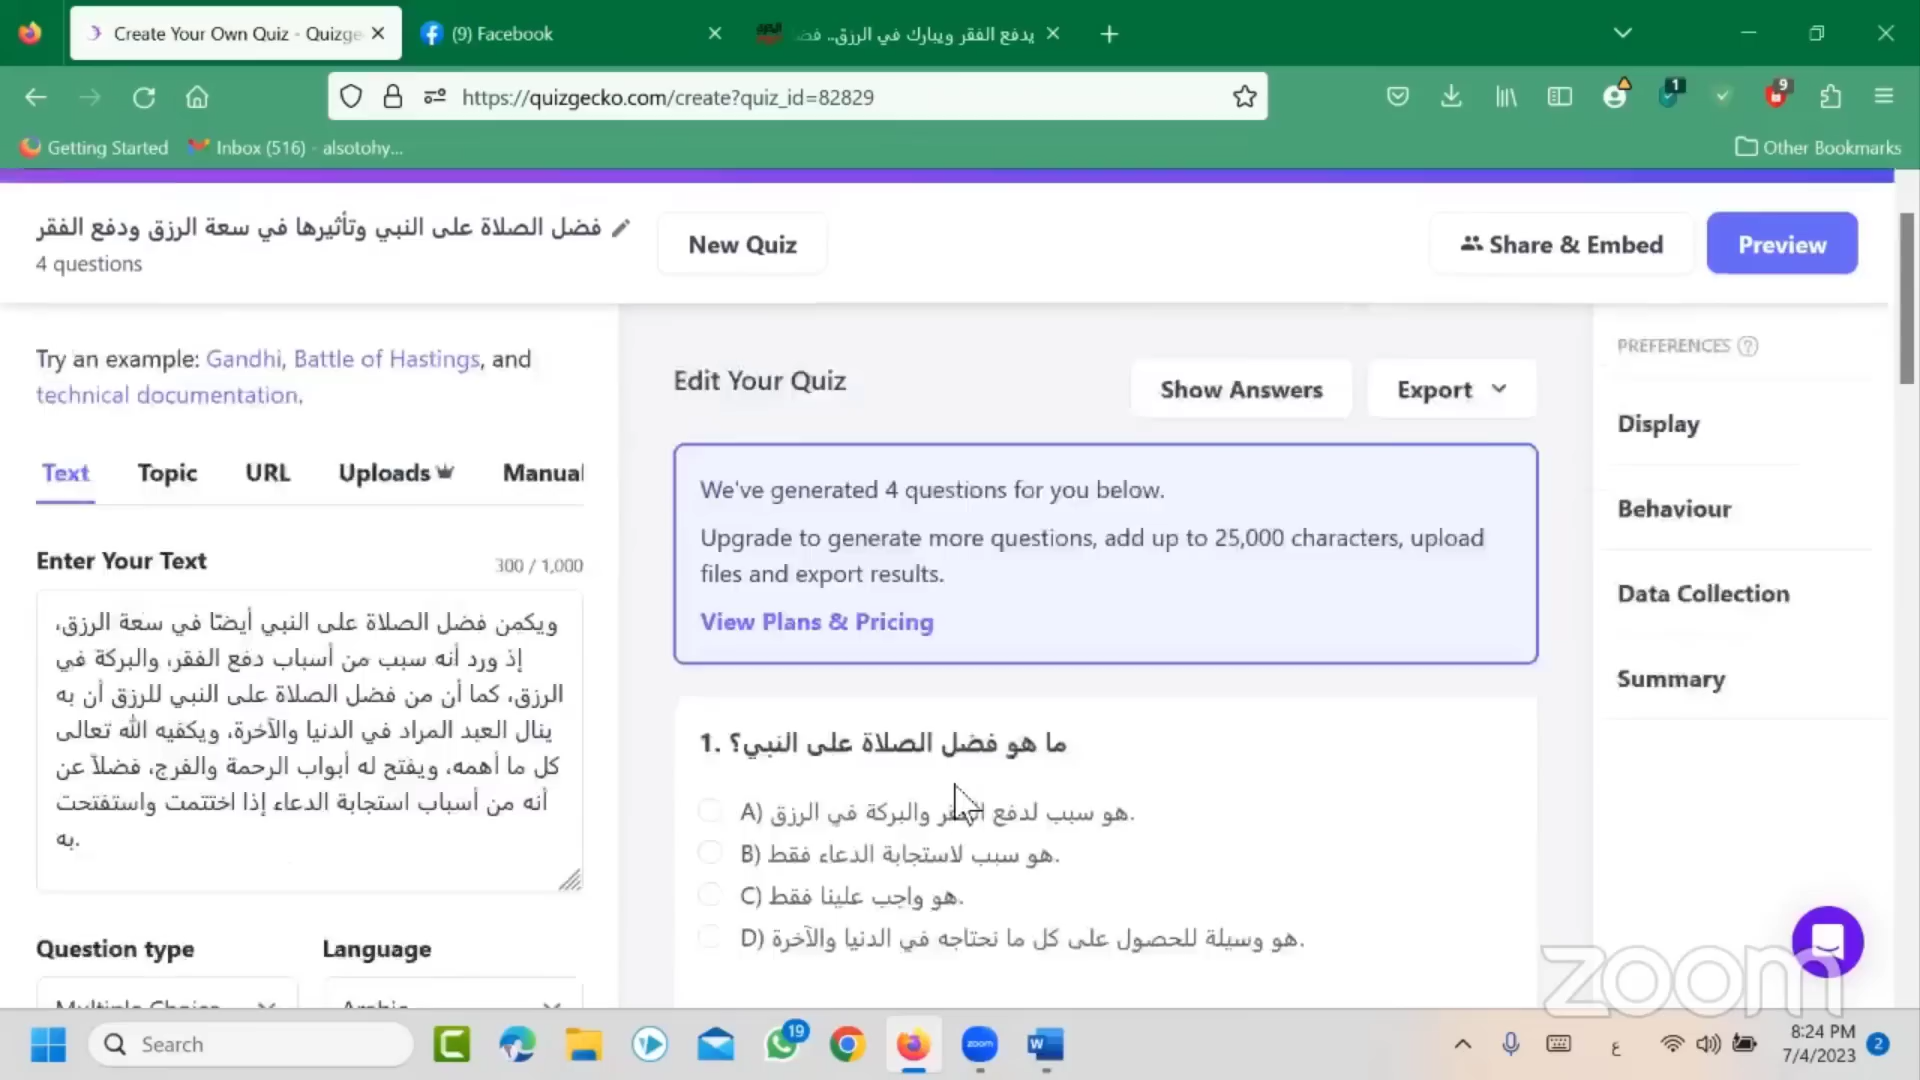 Create Your Own Quiz - Quizge
(9) Facebook
يدفع الفقر ويبارك في الرزق.. فض
https://quizgecko.com/create?quiz_id=82829
1
9
Getting Started
Inbox (516) - alsotohy...
Other Bookmarks
فضل الصلاة على النبي وتأثيرها في سعة الرزق ودفع الفقر
4 questions
New Quiz
Share & Embed
Preview
Try an example: Gandhi, Battle of Hastings, and
technical documentation.
Text Topic URL Uploads Manual
Enter Your Text
300 / 1,000
ويكمن فضل الصلاة على النبي أيضًا في سعة الرزق،
إذ ورد أنه سبب من أسباب دفع الفقر، والبركة في
الرزق، كما أن من فضل الصلاة على النبي للرزق أن به
ينال العبد المراد في الدنيا والآخرة، ويكفيه الله تعالى
كل ما أهمه، ويفتح له أبواب الرحمة والفرج، فضلاً عن
أنه من أسباب استجابة الدعاء إذا اختتمت واستفتحت
به.
Question type
Language
Multiple Choice
Arabic
Edit Your Quiz
Show Answers
Export
We've generated 4 questions for you below.
Upgrade to generate more questions, add up to 25,000 characters, upload
files and export results.
View Plans & Pricing
1. ما هو فضل الصلاة على النبي؟
A) هو سبب لدفع الفقر والبركة في الرزق.
B) هو سبب لاستجابة الدعاء فقط.
C) هو واجب علينا فقط.
D) هو وسيلة للحصول على كل ما نحتاجه في الدنيا والآخرة.
PREFERENCES
Display
Behaviour
Data Collection
Summary
zoom
Search
19
zoom
W
ع
8:24 PM
7/4/2023
2